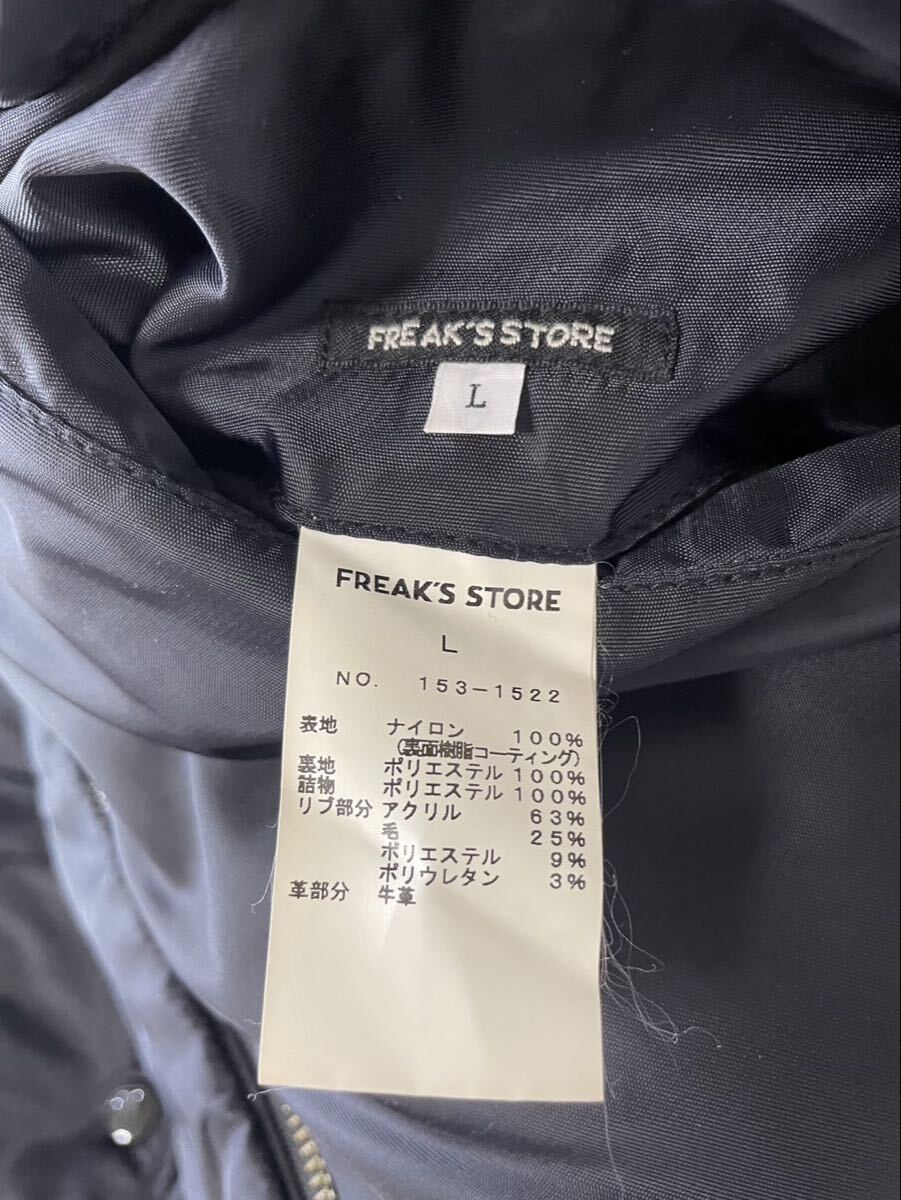 FREAK'S STORE
L
FREAK'S STORE
L
NO. 153-1522
表地 ナイロン 100%
(裏面樹脂コーティング)
裏地 ポリエステル 100%
詰物 ポリエステル 100%
リブ部分 アクリル 63%
毛 25%
ポリエステル 9%
ポリウレタン 3%
革部分 牛革